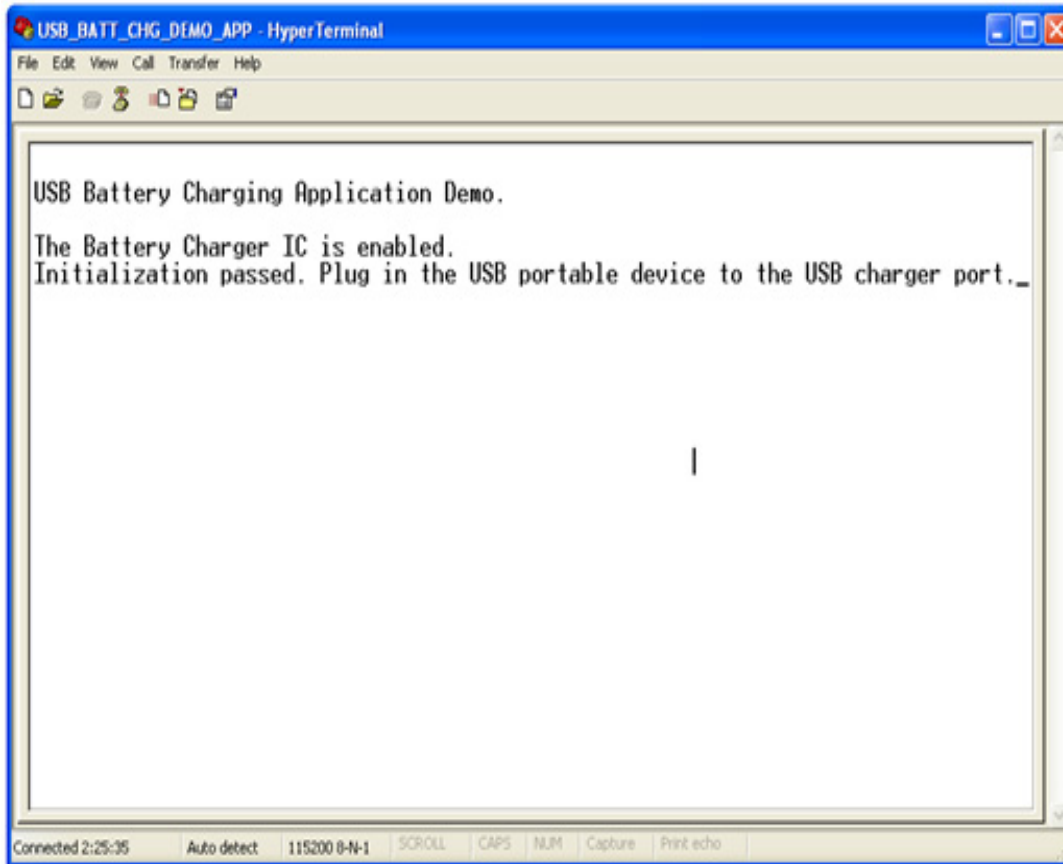 USB_BATT_CHG_DEMO_APP - HyperTerminal
File Edit View Call Transfer Help
USB Battery Charging Application Demo.
The Battery Charger IC is enabled.
Initialization passed. Plug in the USB portable device to the USB charger port._
Connected 2:25:35 Auto detect 115200 8-N-1 SCROLL CAPS NUM Capture Print echo